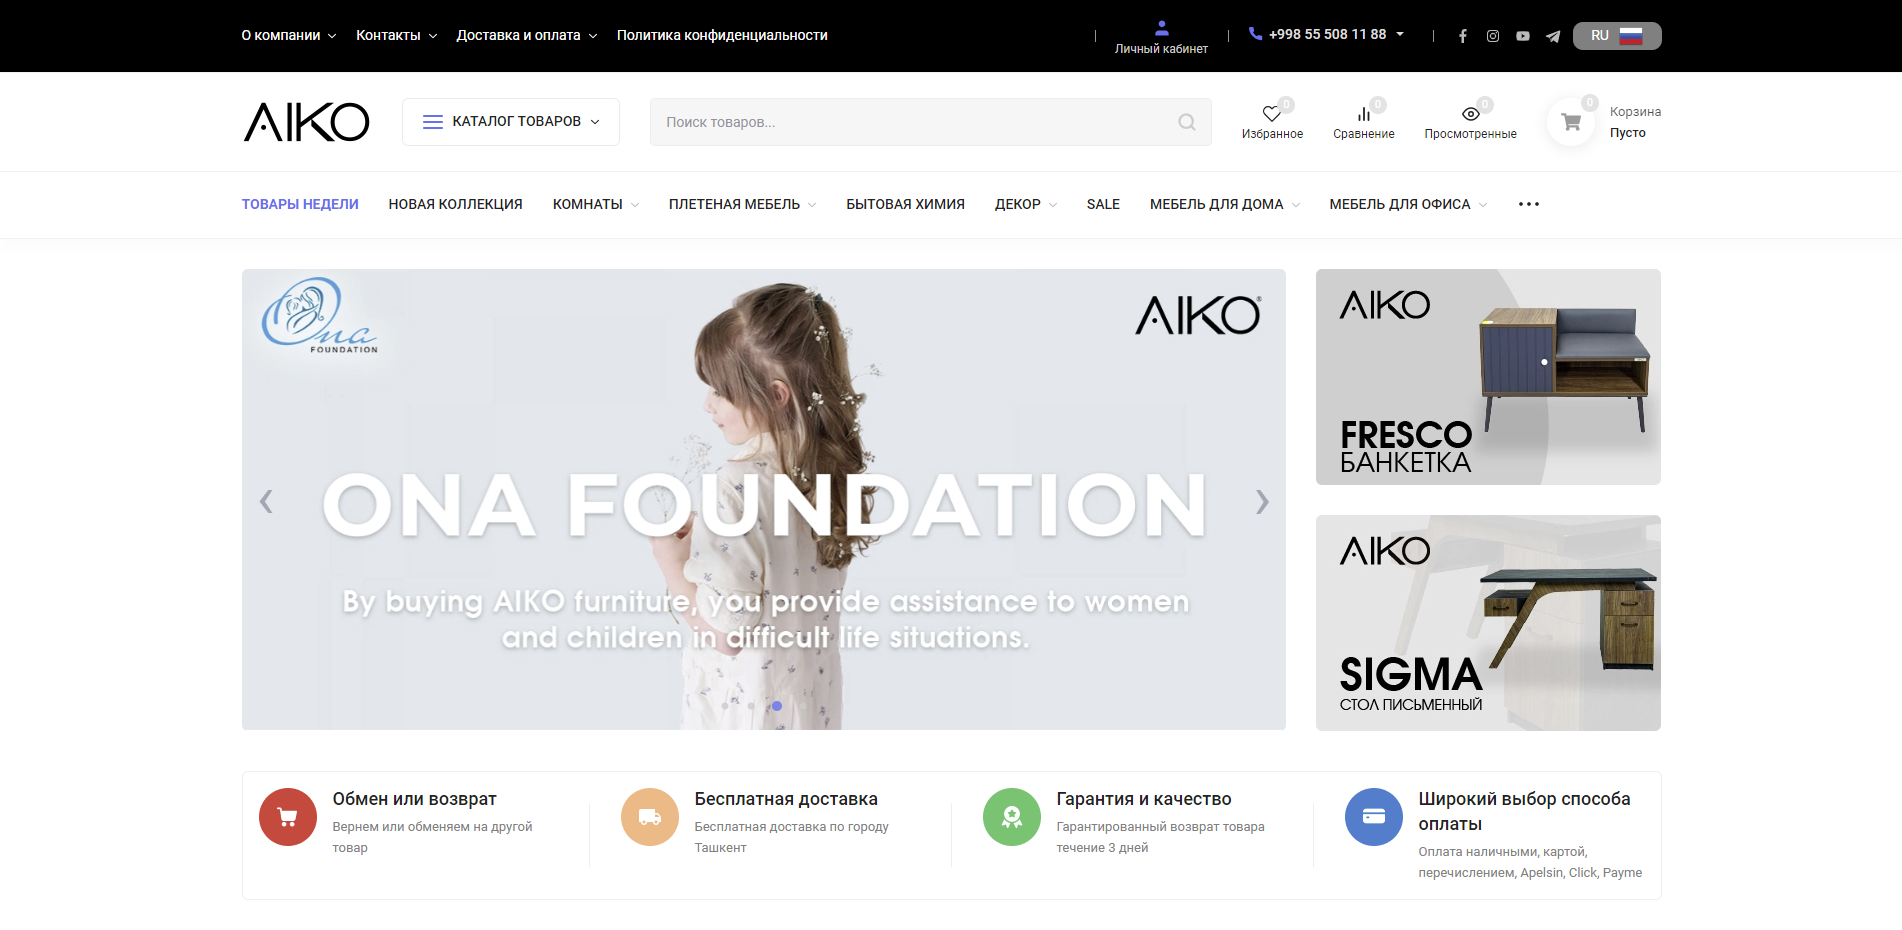 О компании Контакты Доставка и оплата Политика конфиденциальности
Личный кабинет
+998 55 508 11 88
RU
AIKO
КАТАЛОГ ТОВАРОВ
Поиск товаров...
0
Избранное
0
Сравнение
0
Просмотренные
0
Корзина
Пусто
ТОВАРЫ НЕДЕЛИ НОВАЯ КОЛЛЕКЦИЯ КОМНАТЫ ПЛЕТЕНАЯ МЕБЕЛЬ БЫТОВАЯ ХИМИЯ ДЕКОР SALE МЕБЕЛЬ ДЛЯ ДОМА МЕБЕЛЬ ДЛЯ ОФИСА
Ona
FOUNDATION
AIKO®
ONA FOUNDATION
By buying AIKO furniture, you provide assistance to women
and children in difficult life situations.
AIKO
FRESCO
БАНКЕТКА
AIKO
SIGMA
СТОЛ ПИСЬМЕННЫЙ
Обмен или возврат
Вернем или обменяем на другой
товар
Бесплатная доставка
Бесплатная доставка по городу
Ташкент
Гарантия и качество
Гарантированный возврат товара
течение 3 дней
Широкий выбор способа
оплаты
Оплата наличными, картой,
перечислением, Apelsin, Click, Payme